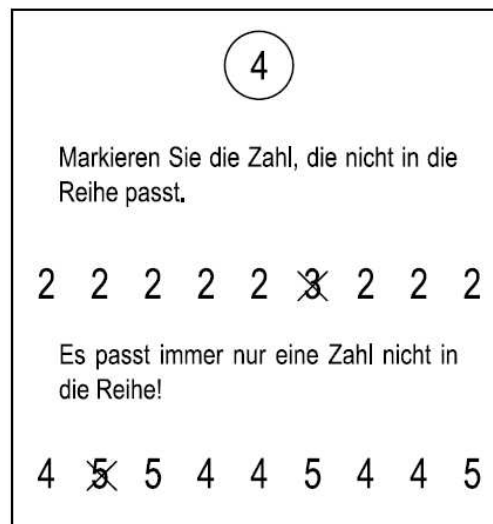 4
Markieren Sie die Zahl, die nicht in die
Reihe passt.
2 2 2 2 2 3 2 2 2
Es passt immer nur eine Zahl nicht in
die Reihe!
4 5 5 4 4 5 4 4 5